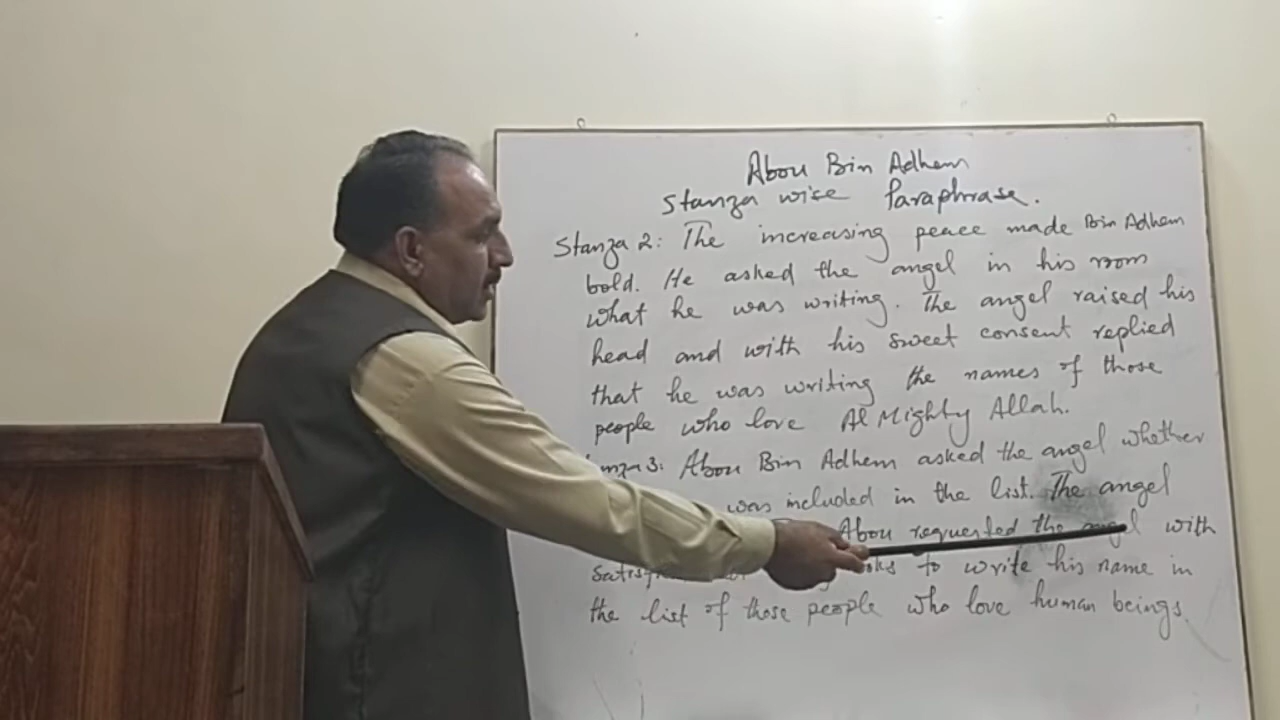 Abou Bin Adhem
Stanza wise Paraphrase.
Stanza 2: The increasing peace made Bin Adhem
bold. He asked the angel in his room
what he was writing. The angel raised his
head and with his sweet consent replied
that he was writing the names of those
people who love Al Mighty Allah.
3: Abou Bin Adhem asked the angel whether
was included in the list. The angel
Abou requested the angel with
to write his name in
the list of those people who love human beings.